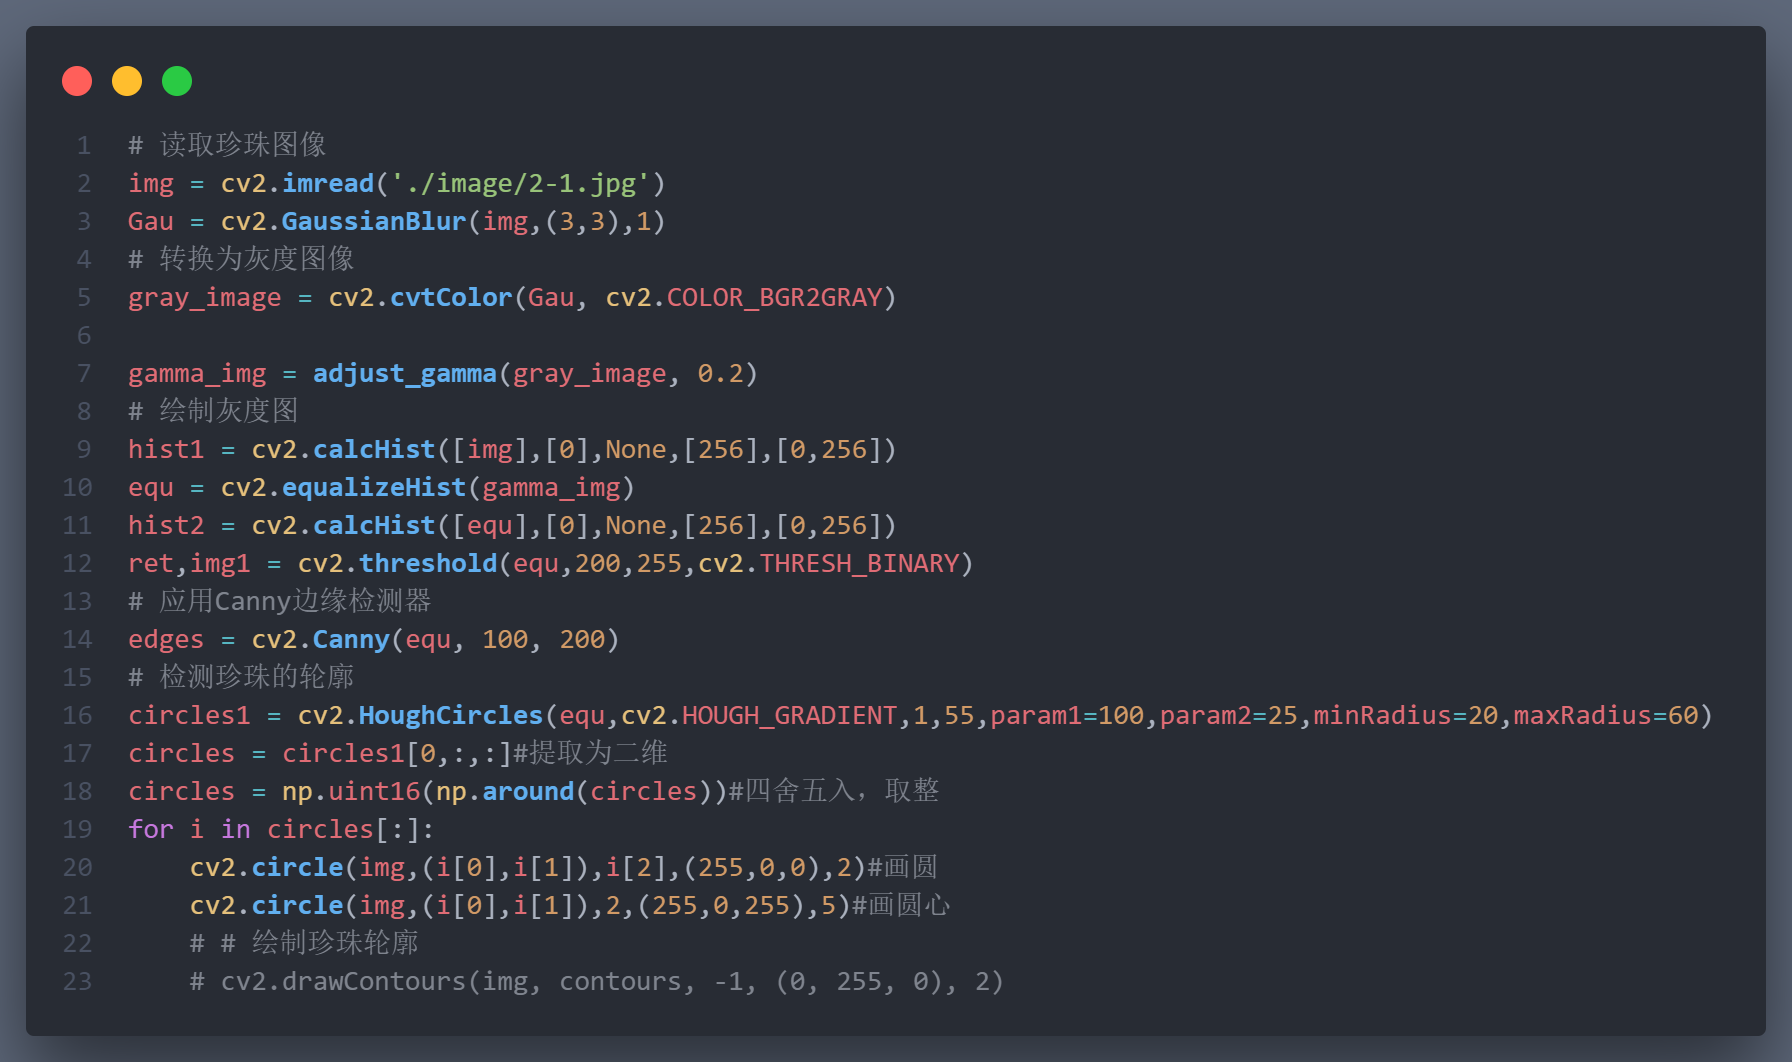 1 # 读取珍珠图像
2 img = cv2.imread('./image/2-1.jpg')
3 Gau = cv2.GaussianBlur(img,(3,3),1)
4 # 转换为灰度图像
5 gray_image = cv2.cvtColor(Gau, cv2.COLOR_BGR2GRAY)
6
7 gamma_img = adjust_gamma(gray_image, 0.2)
8 # 绘制灰度图
9 hist1 = cv2.calcHist([img],[0],None,[256],[0,256])
10 equ = cv2.equalizeHist(gamma_img)
11 hist2 = cv2.calcHist([equ],[0],None,[256],[0,256])
12 ret,img1 = cv2.threshold(equ,200,255,cv2.THRESH_BINARY)
13 # 应用Canny边缘检测器
14 edges = cv2.Canny(equ, 100, 200)
15 # 检测珍珠的轮廓
16 circles1 = cv2.HoughCircles(equ,cv2.HOUGH_GRADIENT,1,55,param1=100,param2=25,minRadius=20,maxRadius=60)
17 circles = circles1[0,:,:]#提取为二维
18 circles = np.uint16(np.around(circles))#四舍五入，取整
19 for i in circles[:]:
20     cv2.circle(img,(i[0],i[1]),i[2],(255,0,0),2)#画圆
21     cv2.circle(img,(i[0],i[1]),2,(255,0,255),5)#画圆心
22     # # 绘制珍珠轮廓
23     # cv2.drawContours(img, contours, -1, (0, 255, 0), 2)